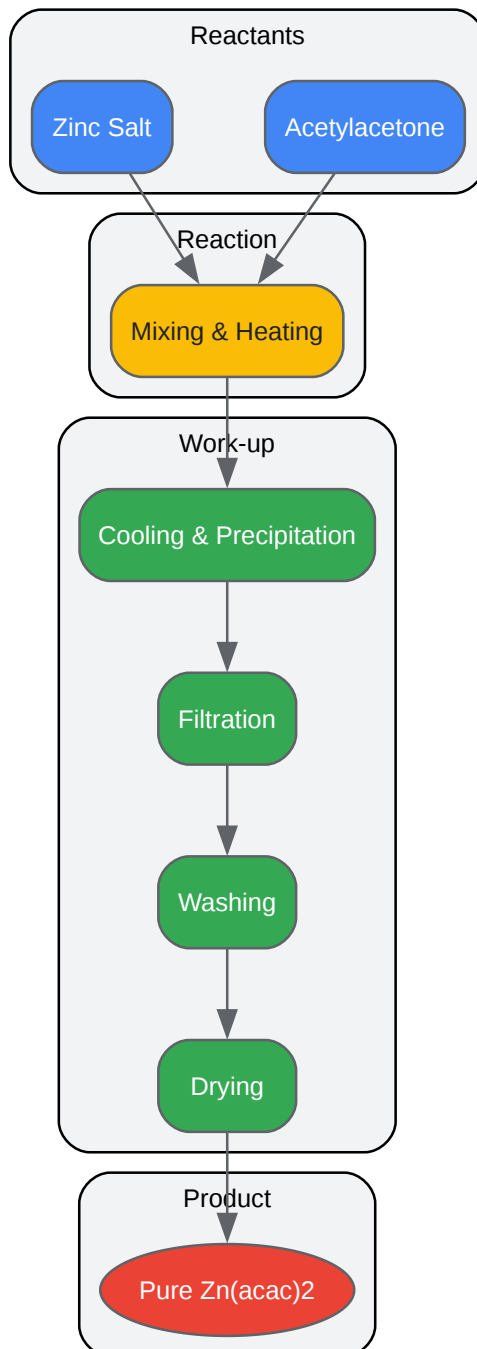 Reactants
Zinc Salt
Acetylacetone
Reaction
Mixing & Heating
Work-up
Cooling & Precipitation
Filtration
Washing
Drying
Product
Pure Zn(acac)2